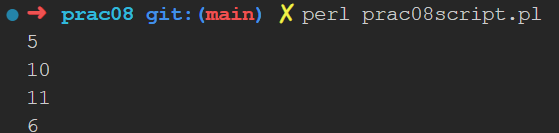 ➜ prac08 git:(main) ✗ perl prac08script.pl
5
10
11
6